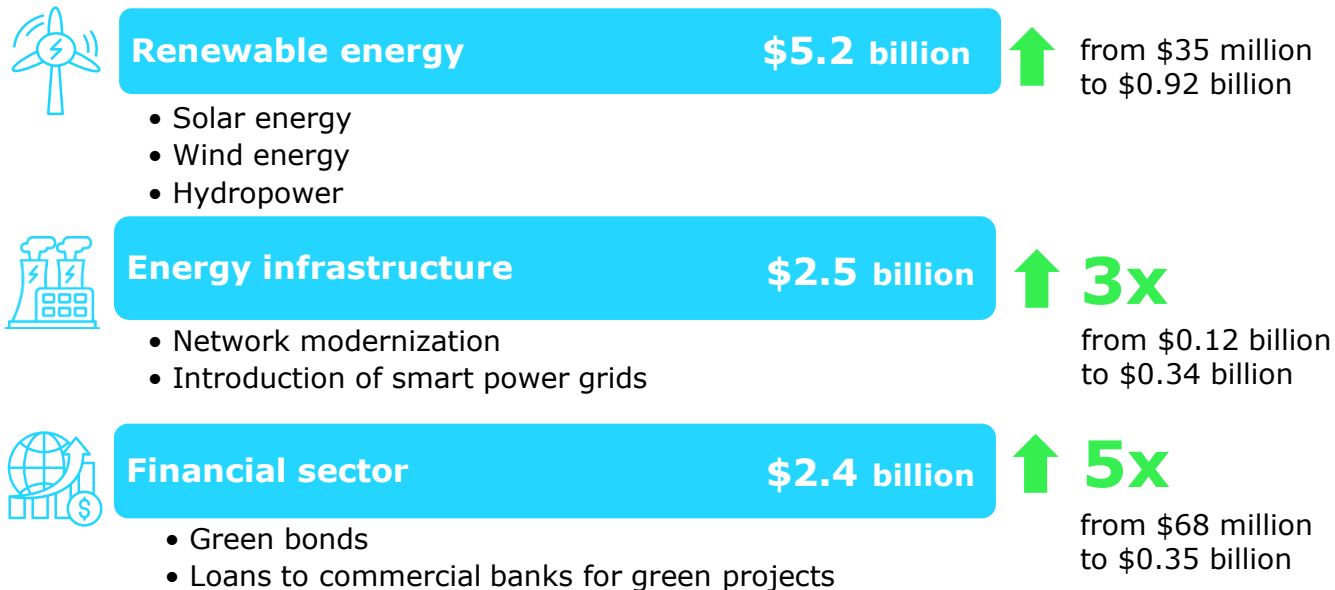 Renewable energy $5.2 billion
from $35 million
to $0.92 billion
• Solar energy
• Wind energy
• Hydropower
Energy infrastructure $2.5 billion
3x
from $0.12 billion
to $0.34 billion
• Network modernization
• Introduction of smart power grids
Financial sector $2.4 billion
5x
from $68 million
to $0.35 billion
• Green bonds
• Loans to commercial banks for green projects